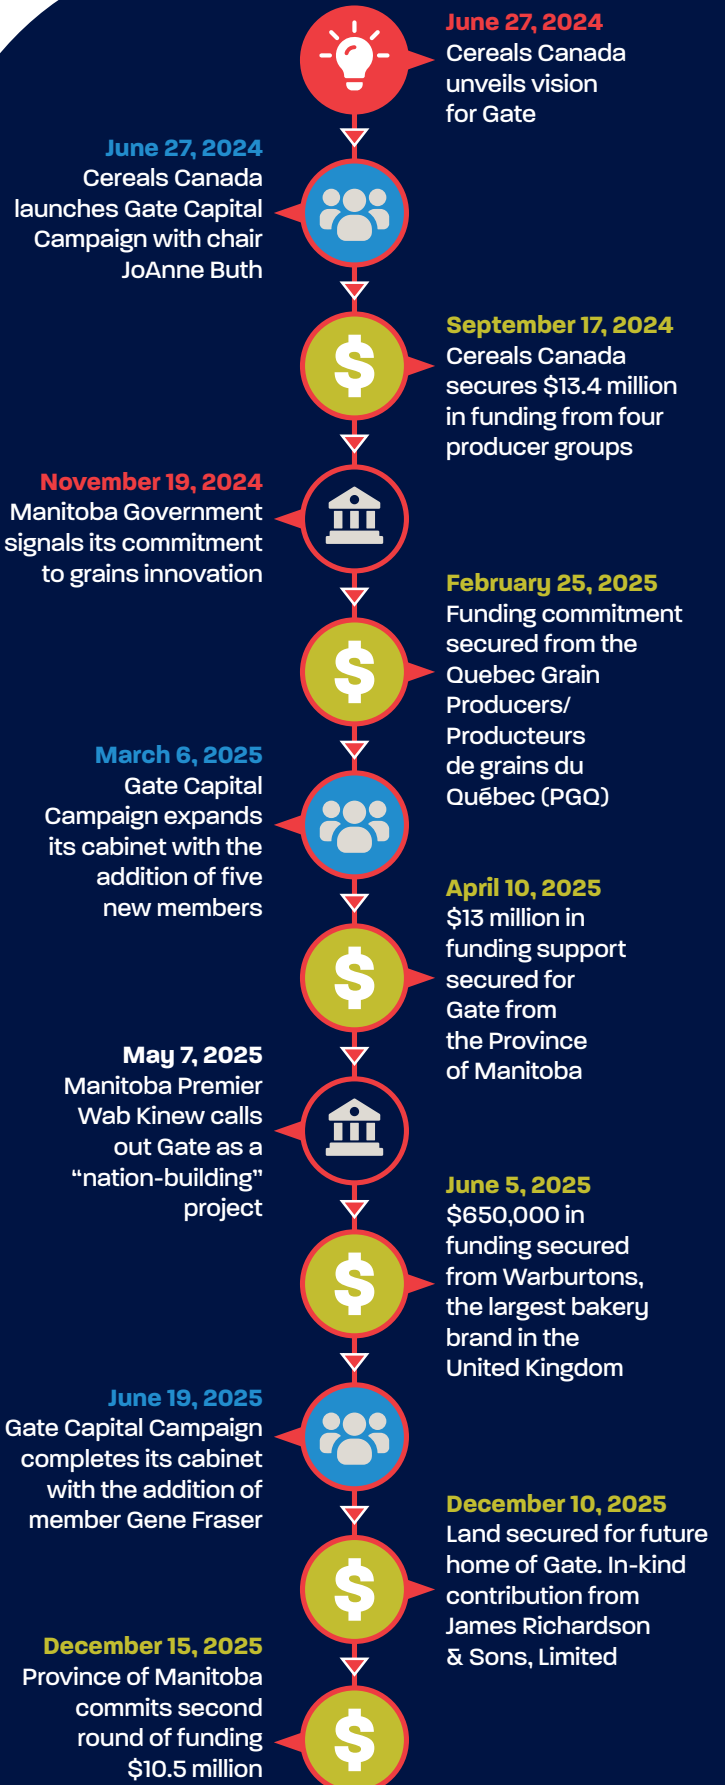 June 27, 2024
Cereals Canada
unveils vision
for Gate
June 27, 2024
Cereals Canada
launches Gate Capital
Campaign with chair
JoAnne Buth
September 17, 2024
Cereals Canada
secures $13.4 million
in funding from four
producer groups
November 19, 2024
Manitoba Government
signals its commitment
to grains innovation
February 25, 2025
Funding commitment
secured from the
Quebec Grain
Producers/
Producteurs
de grains du
Québec (PGQ)
March 6, 2025
Gate Capital
Campaign expands
its cabinet with the
addition of five
new members
April 10, 2025
$13 million in
funding support
secured for
Gate from
the Province
of Manitoba
May 7, 2025
Manitoba Premier
Wab Kinew calls
out Gate as a
“nation-building”
project
June 5, 2025
$650,000 in
funding secured
from Warburtons,
the largest bakery
brand in the
United Kingdom
June 19, 2025
Gate Capital Campaign
completes its cabinet
with the addition of
member Gene Fraser
December 10, 2025
Land secured for future
home of Gate. In-kind
contribution from
James Richardson
& Sons, Limited
December 15, 2025
Province of Manitoba
commits second
round of funding
$10.5 million